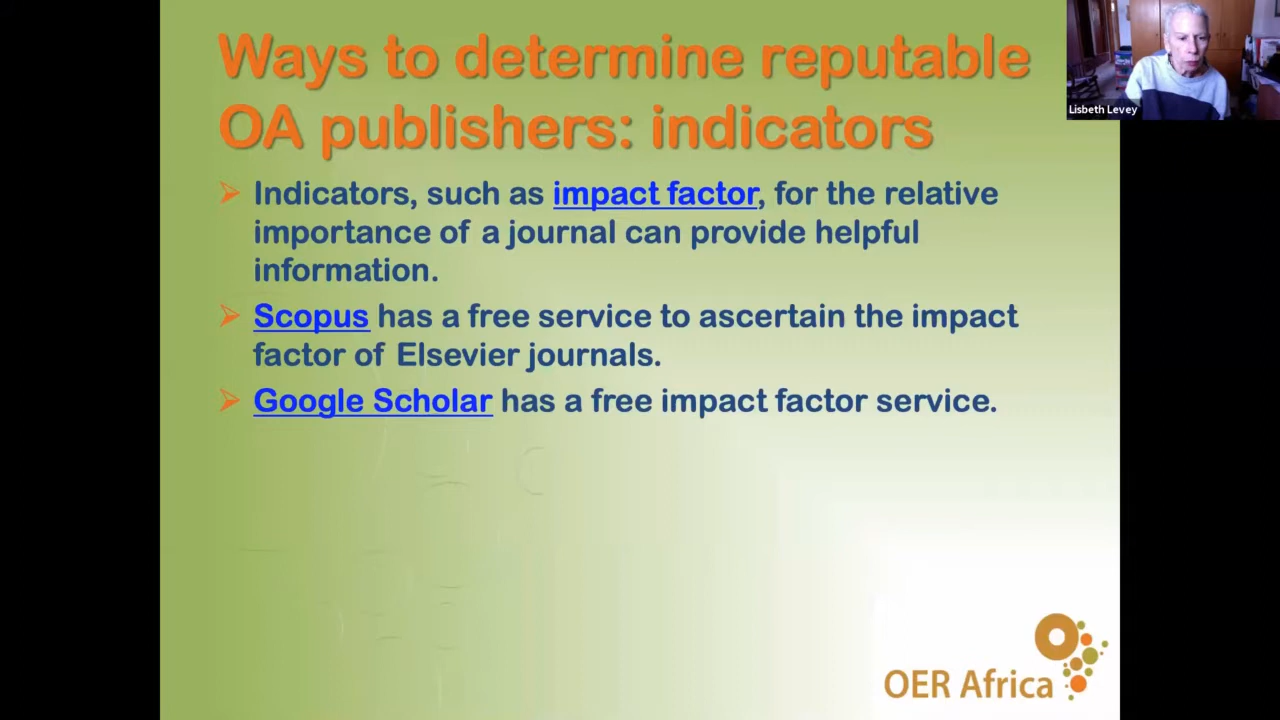 Ways to determine reputable
OA publishers: indicators
Indicators, such as impact factor, for the relative
importance of a journal can provide helpful
information.
Scopus has a free service to ascertain the impact
factor of Elsevier journals.
Google Scholar has a free impact factor service.
Lisbeth Levey
OER Africa